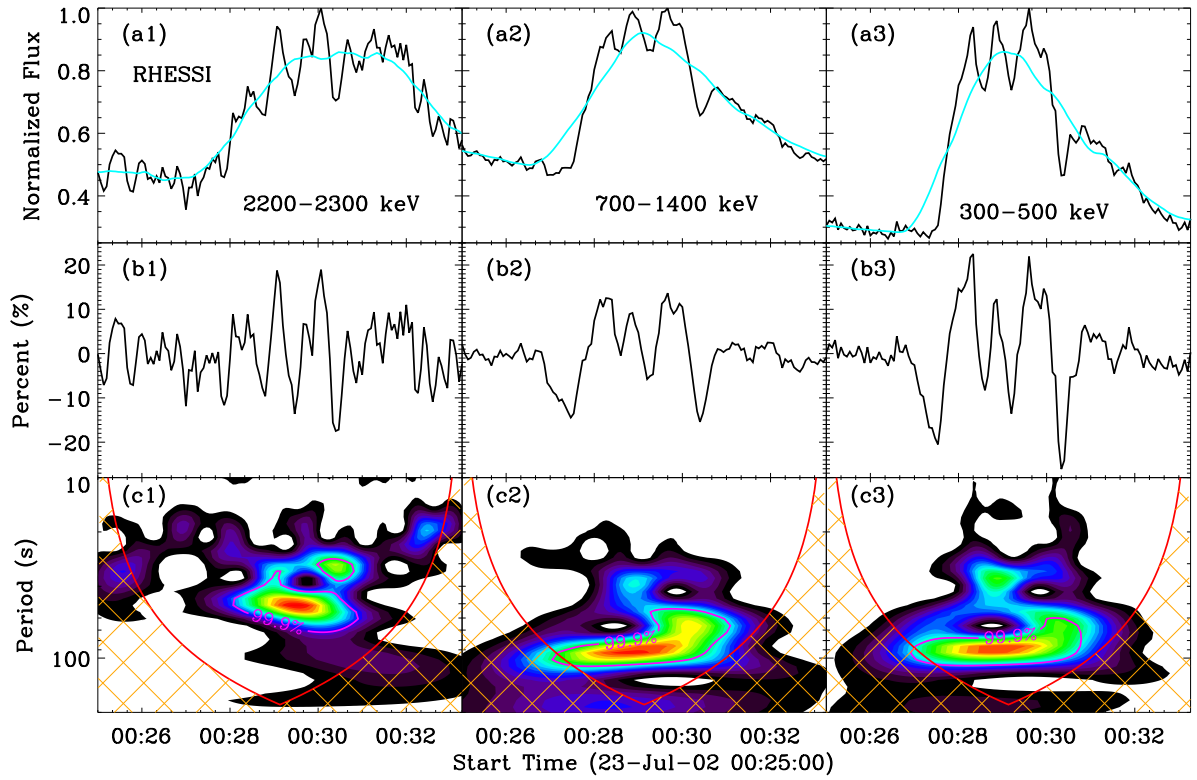 (a1) (a2) (a3)
RHESSI
2200-2300 keV 700-1400 keV 300-500 keV
Normalized Flux
1.0
0.8
0.6
0.4
(b1) (b2) (b3)
Percent (%)
20
10
0
-10
-20
(c1) (c2) (c3)
Period (s)
10
100
99.9% 99.9% 99.9%
00:26 00:28 00:30 00:32 00:26 00:28 00:30 00:32 00:26 00:28 00:30 00:32
Start Time (23-Jul-02 00:25:00)